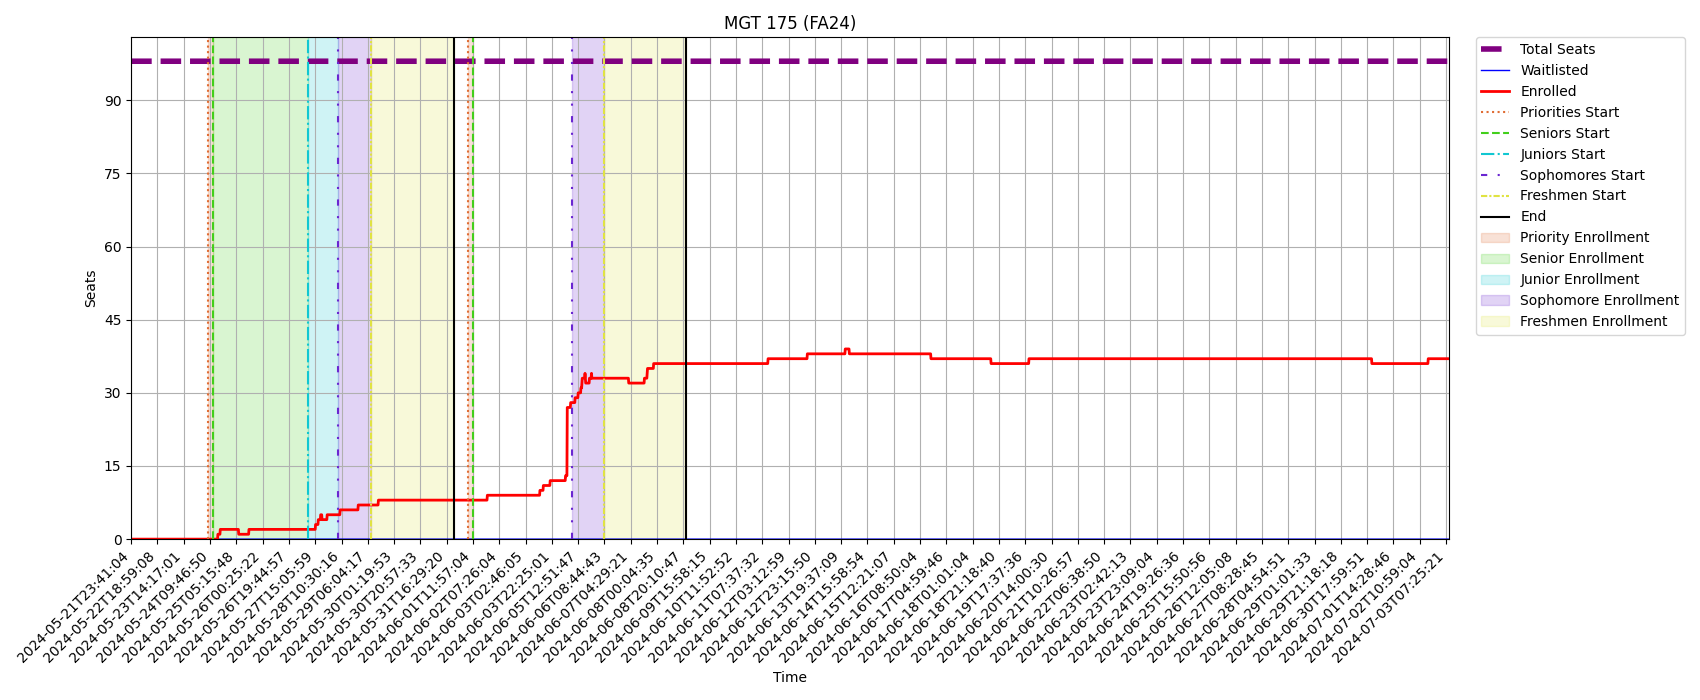 MGT 175 (FA24)
Total Seats
Waitlisted
Enrolled
Priorities Start
Seniors Start
Juniors Start
Sophomores Start
Freshmen Start
End
Priority Enrollment
Senior Enrollment
Junior Enrollment
Sophomore Enrollment
Freshmen Enrollment
Seats
90
75
60
45
30
15
0
2024-05-21T23:41:04
2024-05-22T18:59:08
2024-05-23T14:17:01
2024-05-24T09:46:50
2024-05-25T05:15:48
2024-05-26T00:25:22
2024-05-26T19:44:57
2024-05-27T15:05:59
2024-05-28T10:30:16
2024-05-29T06:04:17
2024-05-30T01:19:53
2024-05-30T20:57:33
2024-05-31T16:29:20
2024-06-01T11:57:04
2024-06-02T07:26:04
2024-06-03T02:46:05
2024-06-03T22:25:01
2024-06-05T12:51:47
2024-06-06T08:44:43
2024-06-07T04:29:21
2024-06-08T00:04:35
2024-06-08T20:10:47
2024-06-09T15:58:15
2024-06-10T11:52:52
2024-06-11T07:37:32
2024-06-12T03:12:59
2024-06-12T23:15:50
2024-06-13T19:37:09
2024-06-14T15:58:54
2024-06-15T12:21:07
2024-06-16T08:50:04
2024-06-17T04:59:46
2024-06-18T01:01:04
2024-06-18T21:18:40
2024-06-19T17:37:36
2024-06-20T14:00:30
2024-06-21T10:26:57
2024-06-22T06:38:50
2024-06-23T02:42:13
2024-06-23T23:09:04
2024-06-24T19:26:36
2024-06-25T15:50:56
2024-06-26T12:05:08
2024-06-27T08:28:45
2024-06-28T04:54:51
2024-06-29T01:01:33
2024-06-29T21:18:18
2024-06-30T17:59:51
2024-07-01T14:28:46
2024-07-02T10:59:04
2024-07-03T07:25:21
Time